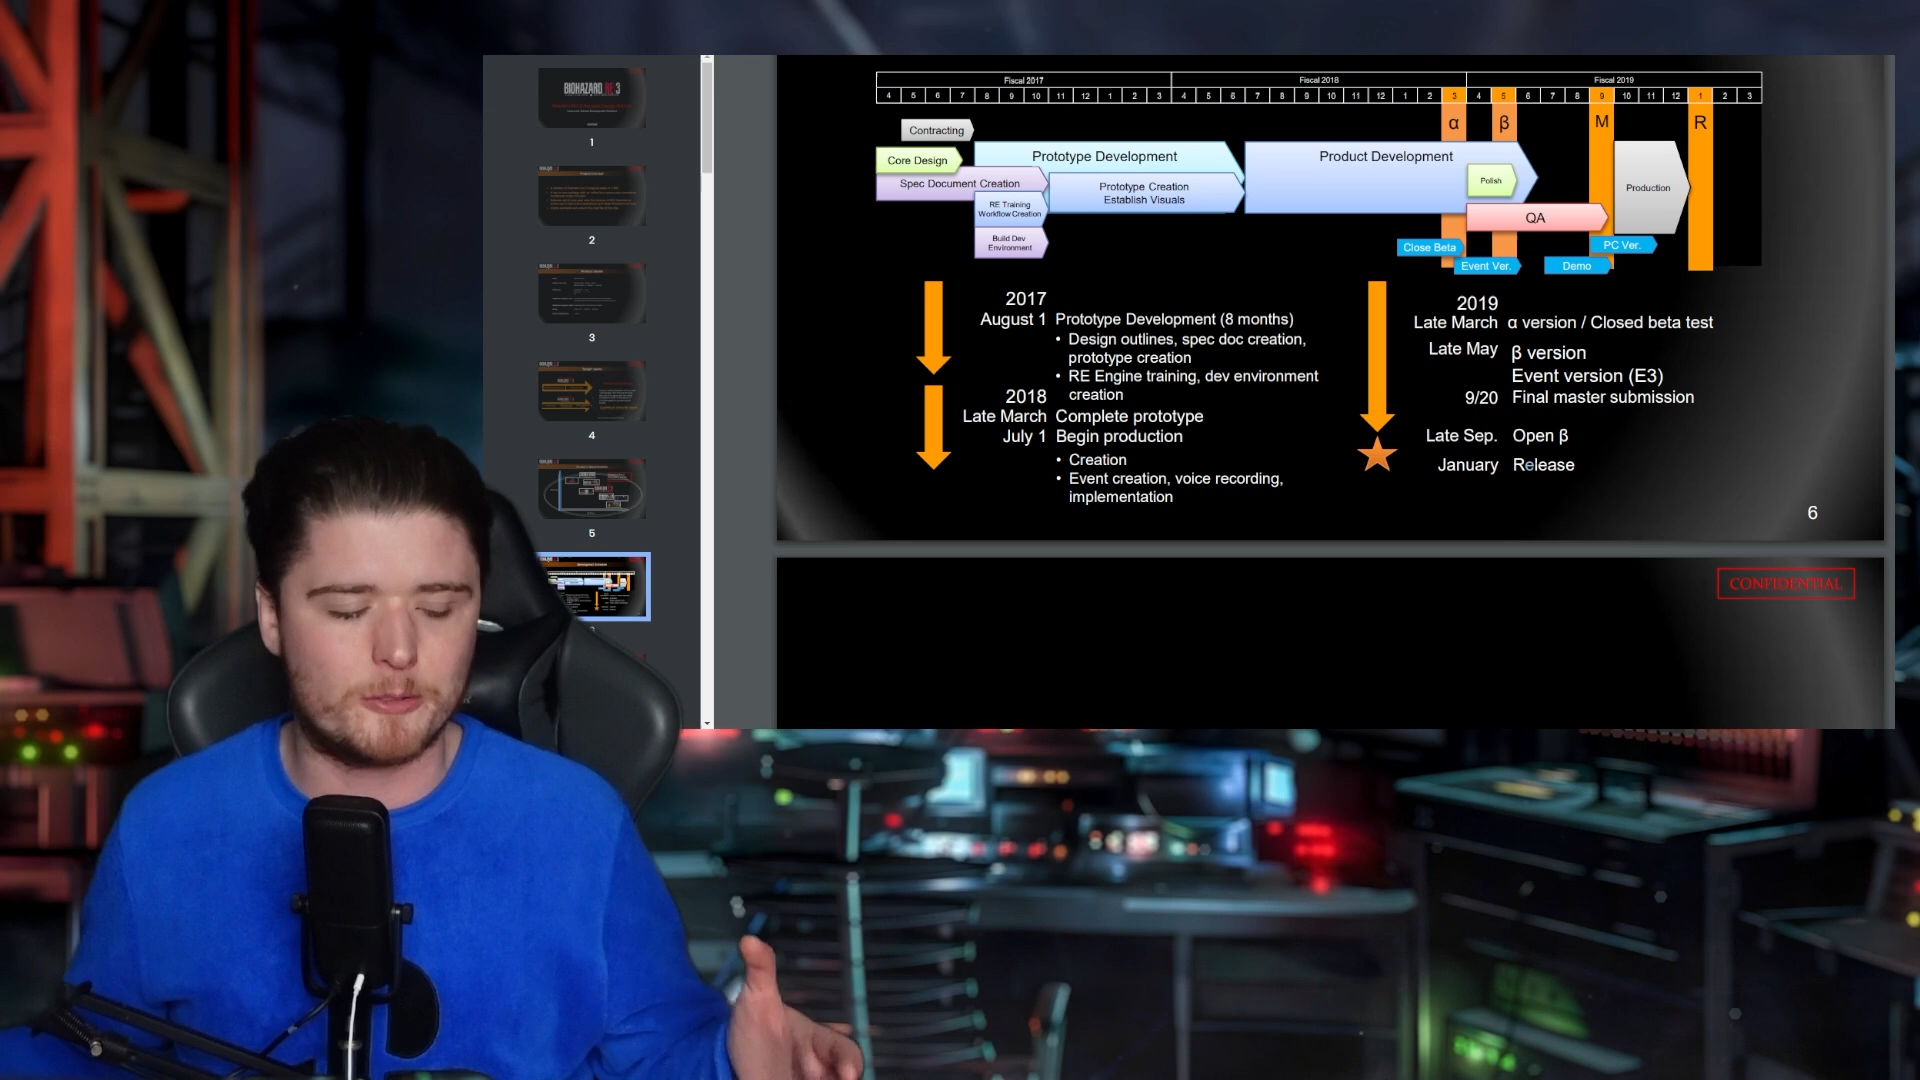 BIOHAZARD RE:3
1
2
3
4
5
Fiscal 2017 Fiscal 2018 Fiscal 2019
4 5 6 7 8 9 10 11 12 1 2 3 4 5 6 7 8 9 10 11 12 1 2 3 4 5 6 7 8 9 10 11 12 1 2 3
α β M R
Contracting
Core Design
Prototype Development
Product Development
Spec Document Creation
Prototype Creation
Establish Visuals
Polish
Production
RE Training
Workflow Creation
QA
Build Dev
Environment
Close Beta
PC Ver.
Event Ver.
Demo
2017
August 1 Prototype Development (8 months)
• Design outlines, spec doc creation,
prototype creation
• RE Engine training, dev environment
creation
2018
Late March Complete prototype
July 1 Begin production
• Creation
• Event creation, voice recording,
implementation
2019
Late March α version / Closed beta test
Late May β version
Event version (E3)
9/20 Final master submission
Late Sep. Open β
January Release
6
CONFIDENTIAL